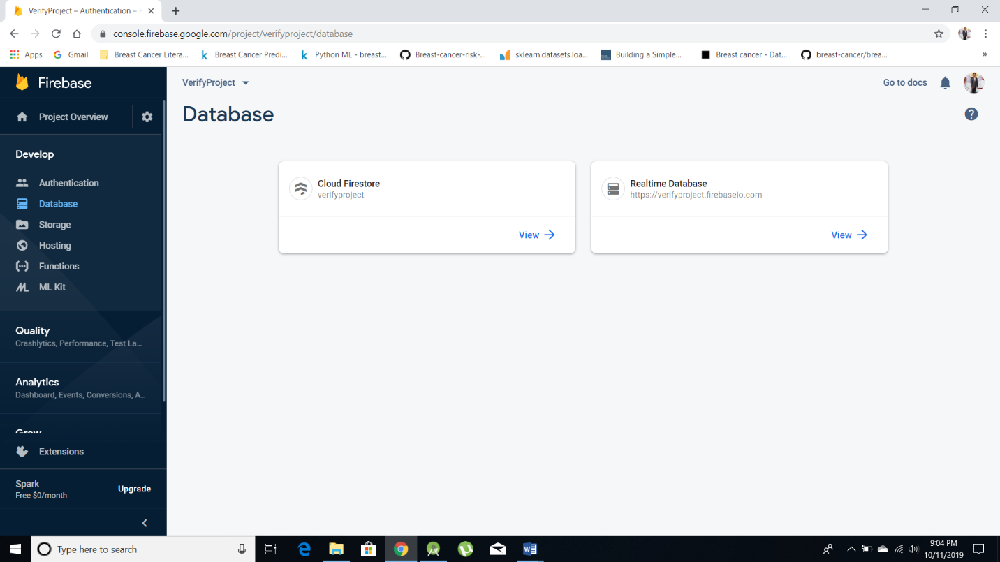 VerifyProject – Authentication – F
console.firebase.google.com/project/verifyproject/database
Apps Gmail Breast Cancer Litera... Breast Cancer Predi... Python ML - breast... Breast-cancer-risk-... sklearn.datasets.loa... Building a Simple... Breast cancer - Dat... breast-cancer/brea... »
Firebase
VerifyProject
Go to docs
Project Overview
Database
Develop
Authentication
Database
Storage
Hosting
Functions
ML Kit
Quality
Crashlytics, Performance, Test La...
Analytics
Dashboard, Events, Conversions, A...
Grow
Extensions
Spark
Free $0/month
Upgrade
Cloud Firestore
verifyproject
View
Realtime Database
https://verifyproject.firebaseio.com
View
Type here to search
9:04 PM
10/11/2019